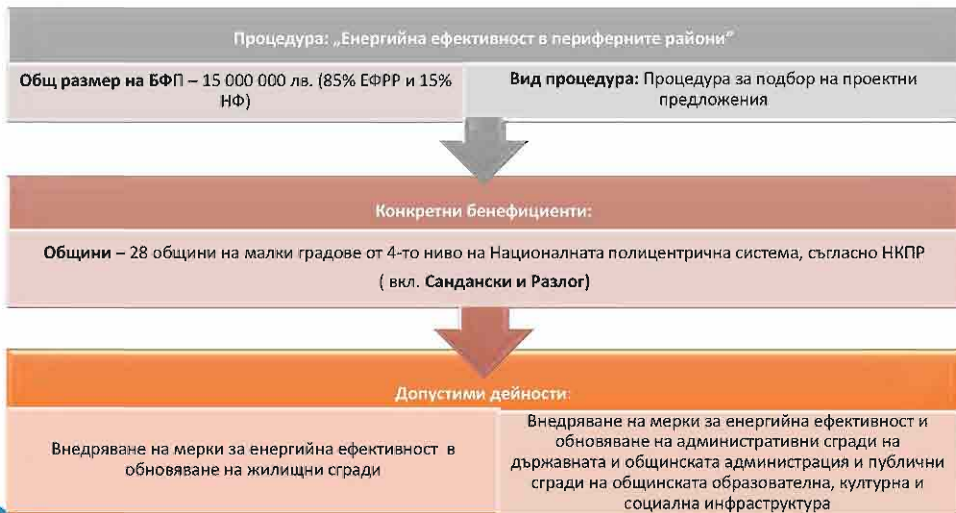 Процедура: „Енергийна ефективност в периферните райони“
Общ размер на БФП – 15 000 000 лв. (85% ЕФРР и 15%
НФ)
Вид процедура: Процедура за подбор на проектни
предложения
Конкретни бенефициенти:
Общини – 28 общини на малки градове от 4-то ниво на Националната полицентрична система, съгласно НКПР
( вкл. Сандански и Разлог)
Допустими дейности:
Внедряване на мерки за енергийна ефективност в
обновяване на жилищни сгради
Внедряване на мерки за енергийна ефективност и
обновяване на административни сгради на
държавната и общинската администрация и публични
сгради на общинската образователна, културна и
социална инфраструктура